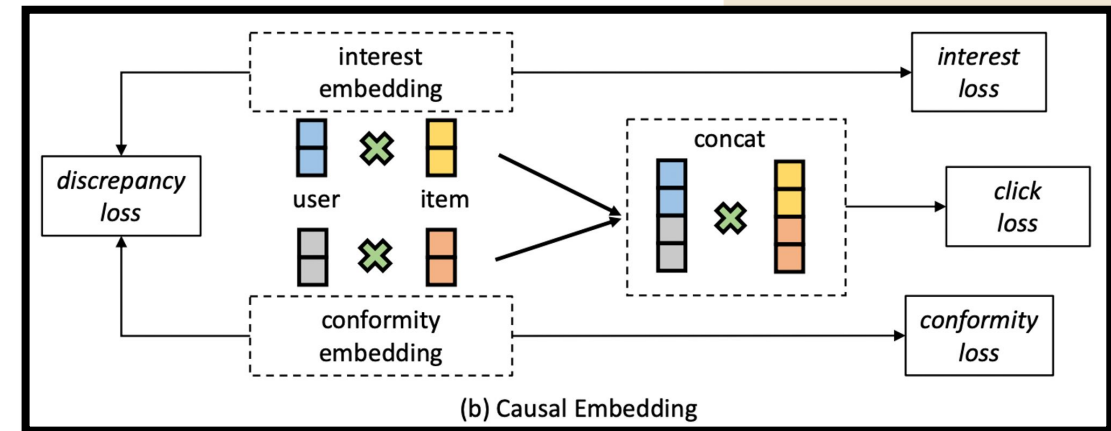 interest
embedding
interest
loss
concat
discrepancy
loss
user
item
click
loss
conformity
embedding
conformity
loss
(b) Causal Embedding